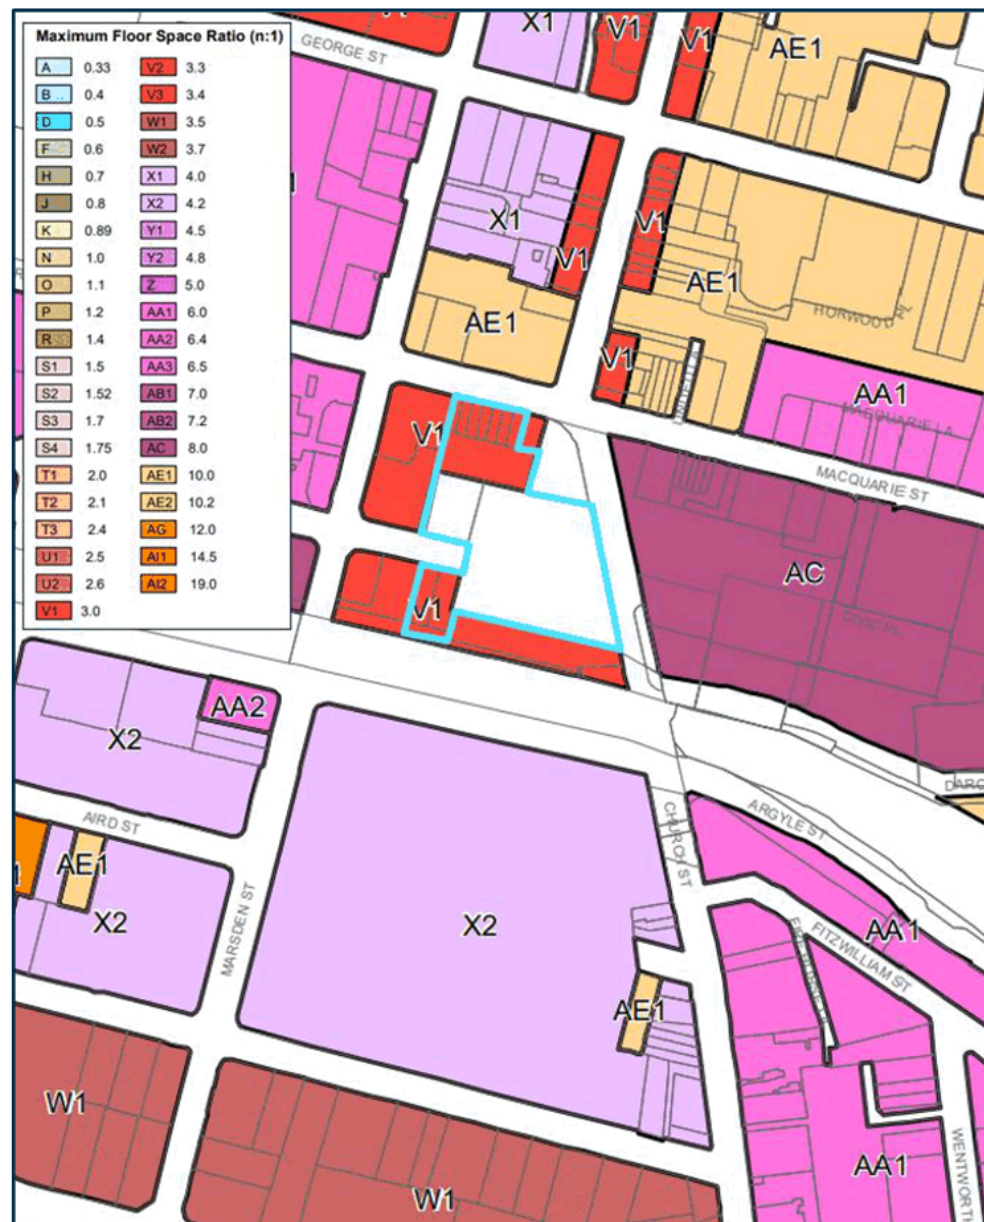 Maximum Floor Space Ratio (n:1)
A 0.33
B .. 0.4
D 0.5
F 0.6
H 0.7
J 0.8
K 0.89
N 1.0
O 1.1
P 1.2
R 1.4
S1 1.5
S2 1.52
S3 1.7
S4 1.75
T1 2.0
T2 2.1
T3 2.4
U1 2.5
U2 2.6
V1 3.0
V2 3.3
V3 3.4
W1 3.5
W2 3.7
X1 4.0
X2 4.2
Y1 4.5
Y2 4.8
Z 5.0
AA1 6.0
AA2 6.4
AA3 6.5
AB1 7.0
AB2 7.2
AC 8.0
AE1 10.0
AE2 10.2
AG 12.0
AI1 14.5
AI2 19.0
GEORGE ST
X1
V1
V1
AE1
X1
V1
V1
AE1
HORWOOD PL
AE1
V1
AA1
MACQUARIE LA
V1
MACQUARIE ST
AC
CIVIC PL
V1
AA2
X2
DARC
AIRD ST
ARGYLE ST
CHURCH ST
AE1
X2
MARSDEN ST
X2
AA1
FITZWILLIAM ST
AE1
W1
WENTWORTH
AA1
W1